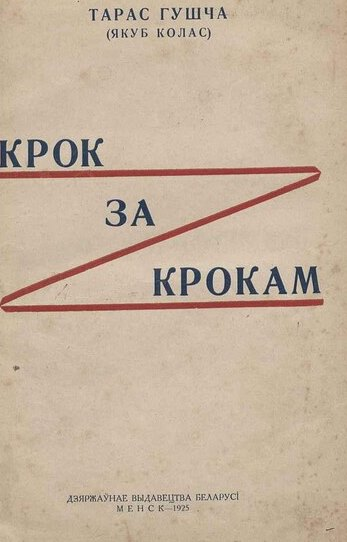 ТАРАС ГУШЧА
(ЯКУБ КОЛАС)
КРОК
ЗА
КРОКАМ
ДЗЯРЖАЎНАЕ ВЫДАВЕЦТВА БЕЛАРУСІ
МЕНСК—1925